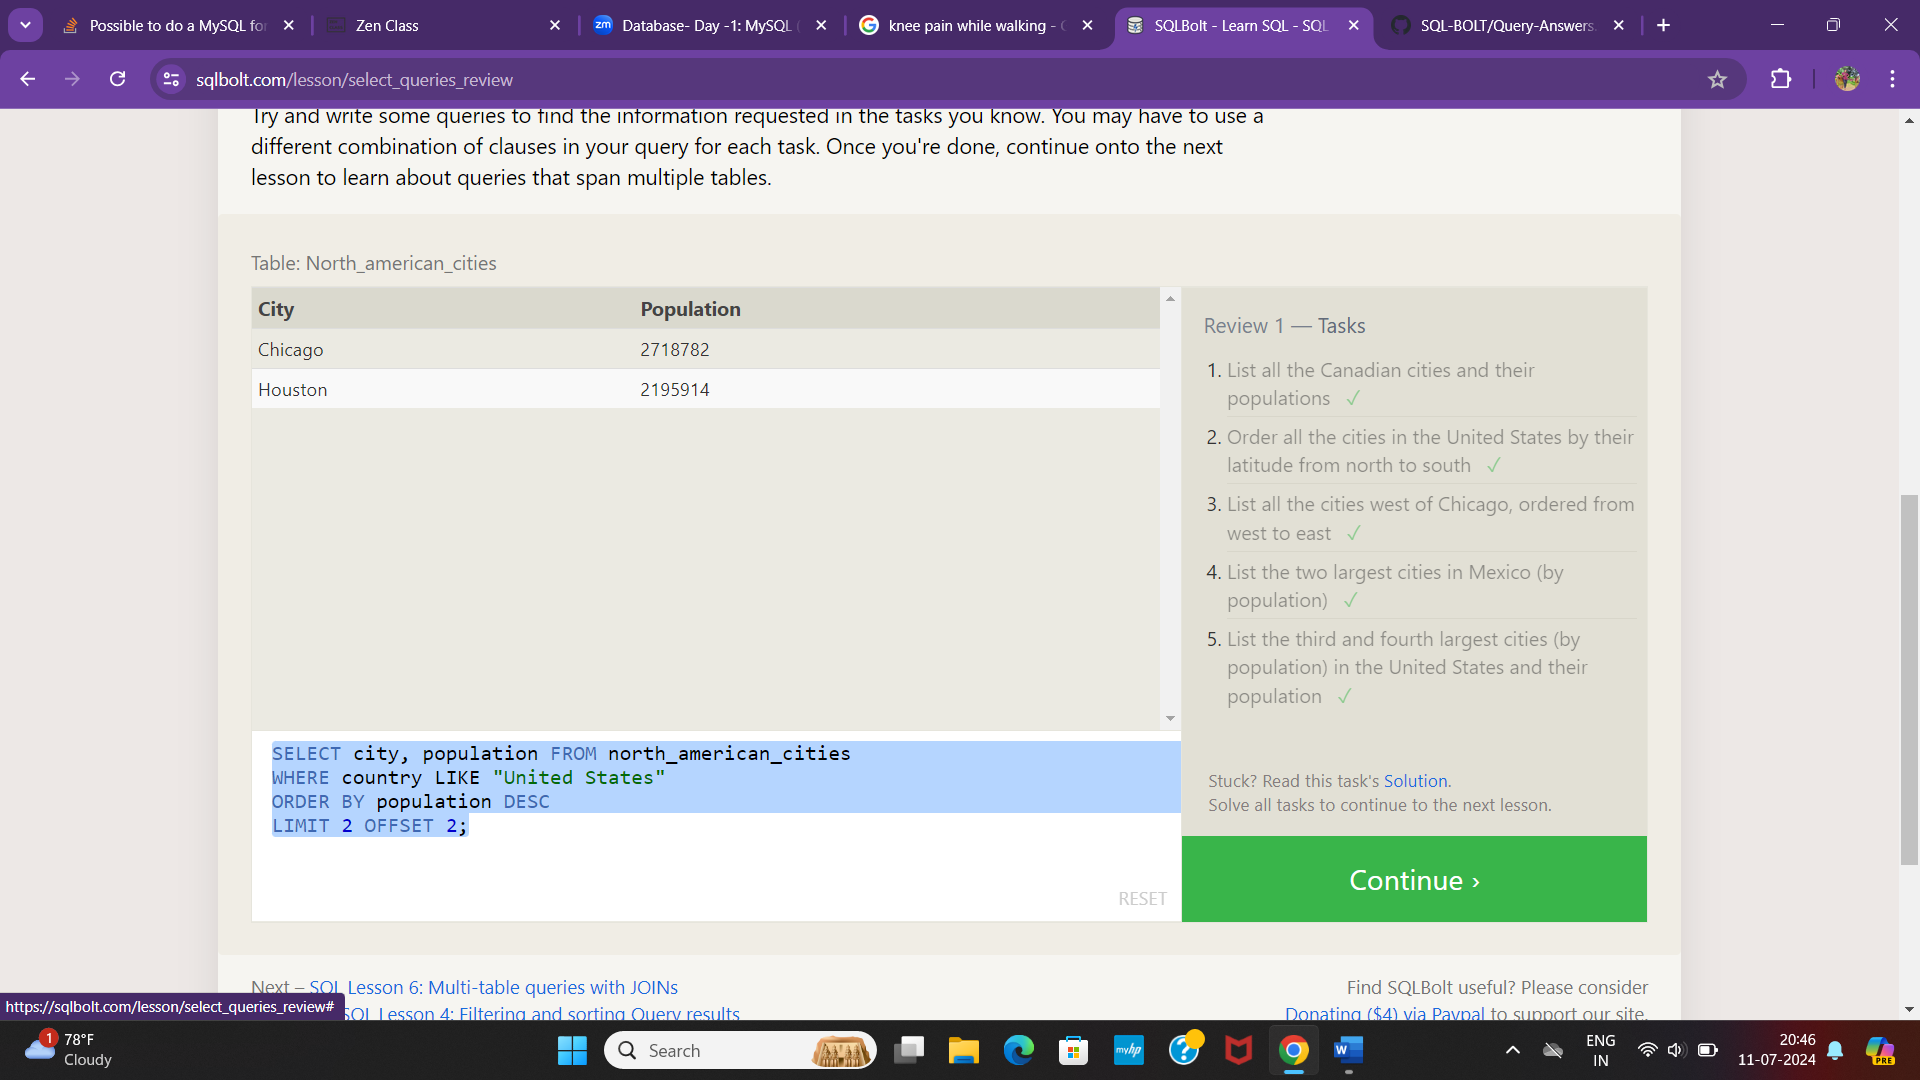 Possible to do a MySQL for
Zen Class
zm Database- Day -1: MySQL (
knee pain while walking -
SQLBolt - Learn SQL - SQL
SQL-BOLT/Query-Answers.
sqlbolt.com/lesson/select_queries_review
Try and write some queries to find the information requested in the tasks you know. You may have to use a
different combination of clauses in your query for each task. Once you're done, continue onto the next
lesson to learn about queries that span multiple tables.
Table: North_american_cities
City Population
Chicago 2718782
Houston 2195914
Review 1 — Tasks
1. List all the Canadian cities and their
populations ✓
2. Order all the cities in the United States by their
latitude from north to south ✓
3. List all the cities west of Chicago, ordered from
west to east ✓
4. List the two largest cities in Mexico (by
population) ✓
5. List the third and fourth largest cities (by
population) in the United States and their
population ✓
SELECT city, population FROM north_american_cities
WHERE country LIKE "United States"
ORDER BY population DESC
LIMIT 2 OFFSET 2;
RESET
Stuck? Read this task's Solution.
Solve all tasks to continue to the next lesson.
Continue ›
Next – SQL Lesson 6: Multi-table queries with JOINs
SQL Lesson 4: Filtering and sorting Query results
Find SQLBolt useful? Please consider
Donating ($4) via Paypal to support our site.
https://sqlbolt.com/lesson/select_queries_review#
1
78°F
Cloudy
Search
myhp
W
ENG
IN
20:46
11-07-2024
PRE